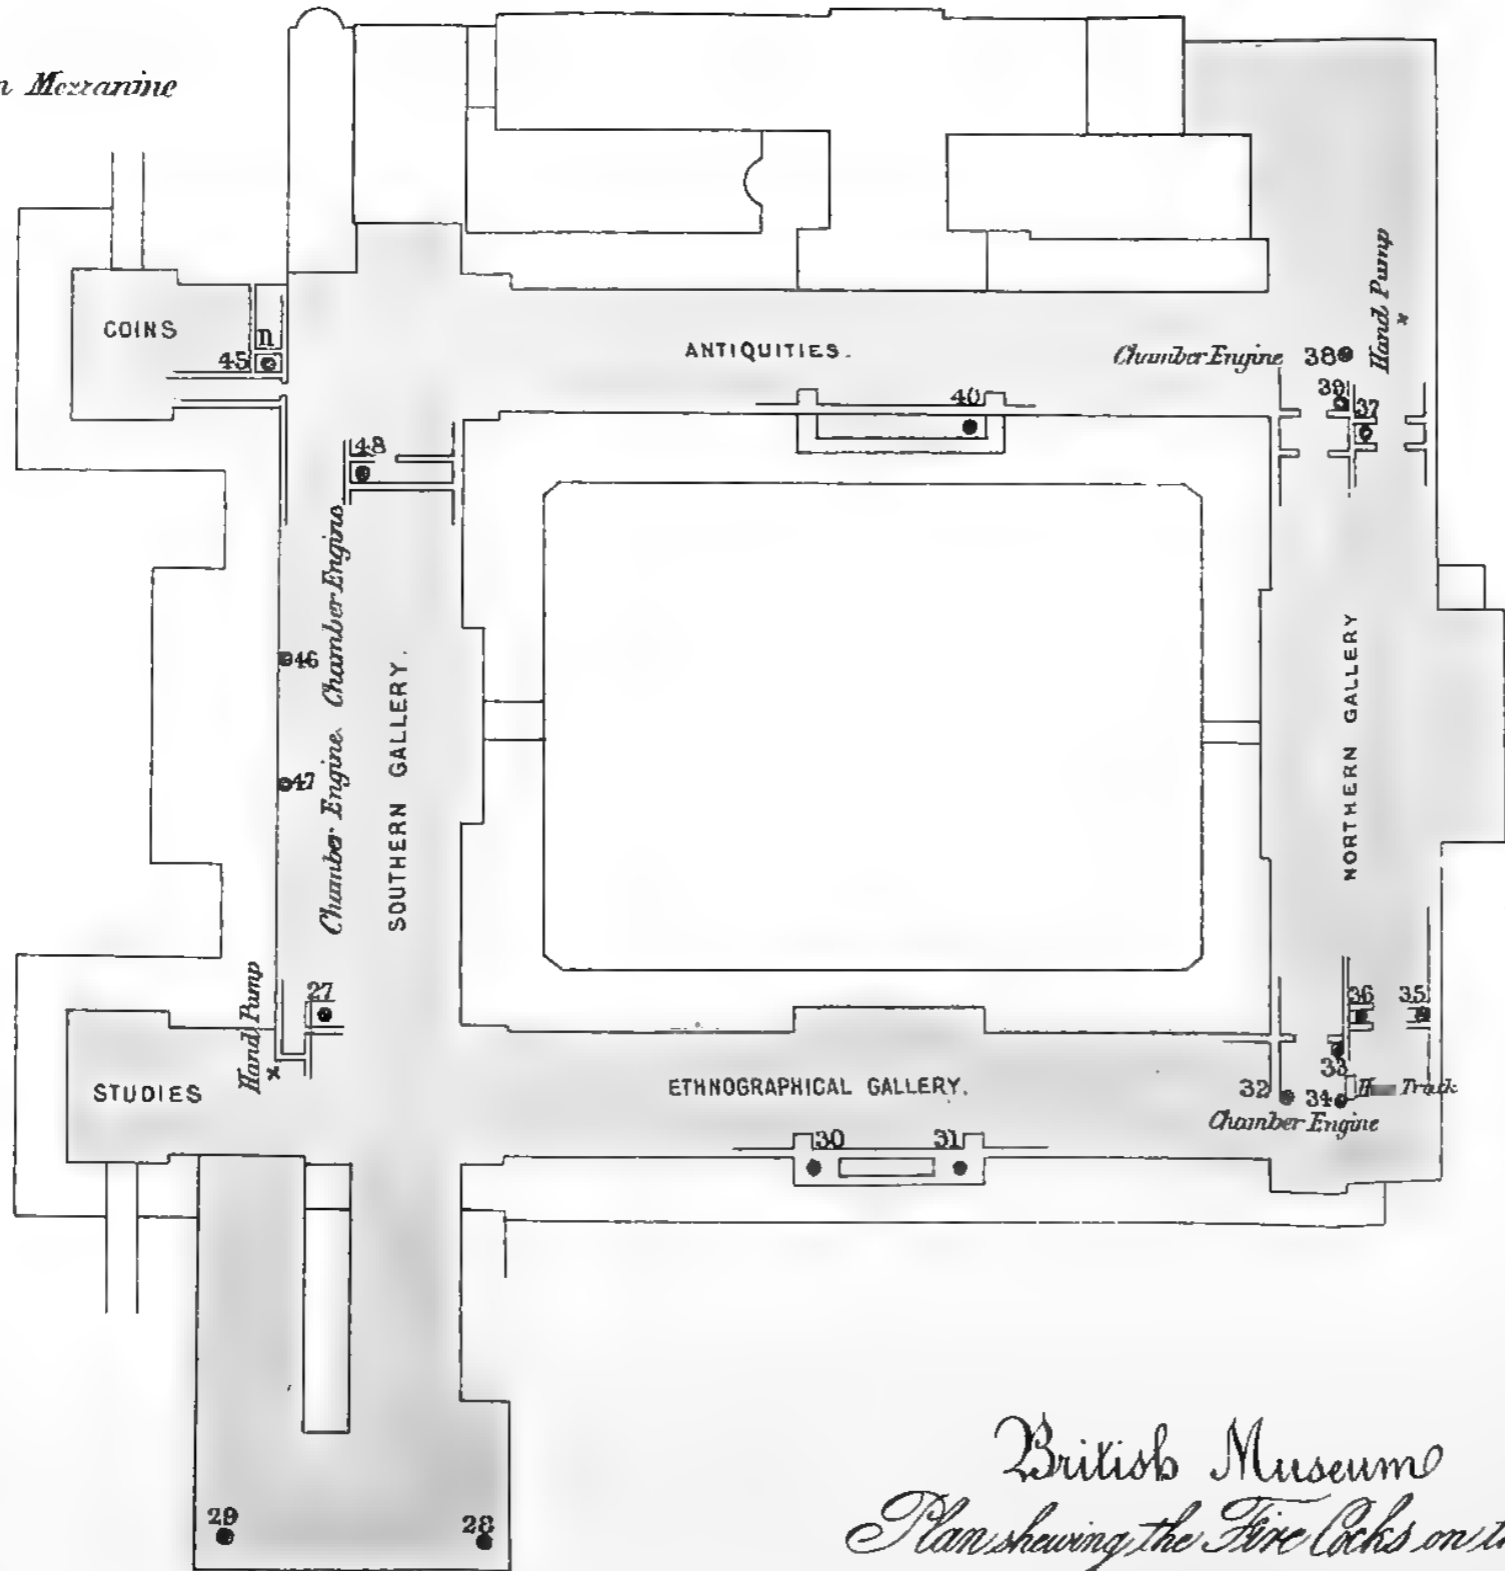 n Mezzanine
COINS
n
45
ANTIQUITIES.
Chamber Engine
38
Hand Pump
39
37
40
48
Chamber Engine
46
47
Chamber Engine
SOUTHERN GALLERY.
NORTHERN GALLERY
Hand Pump
27
36
35
STUDIES
ETHNOGRAPHICAL GALLERY.
33
32
34
Track
Chamber Engine
30
31
29
28
British Museum
Plan shewing the Fire Cocks on th